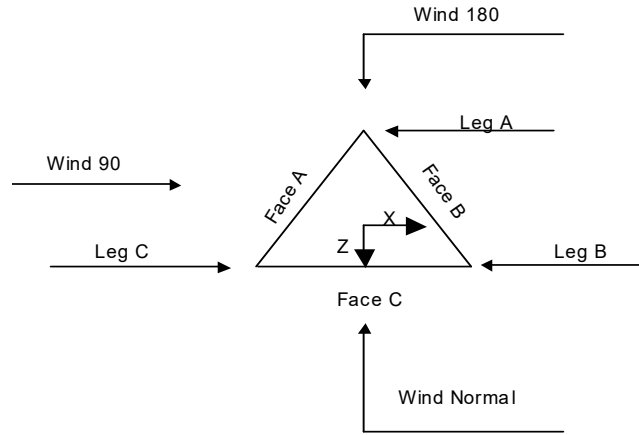 Wind 180
Leg A
Wind 90
Face A
Face B
X
Z
Leg C
Leg B
Face C
Wind Normal